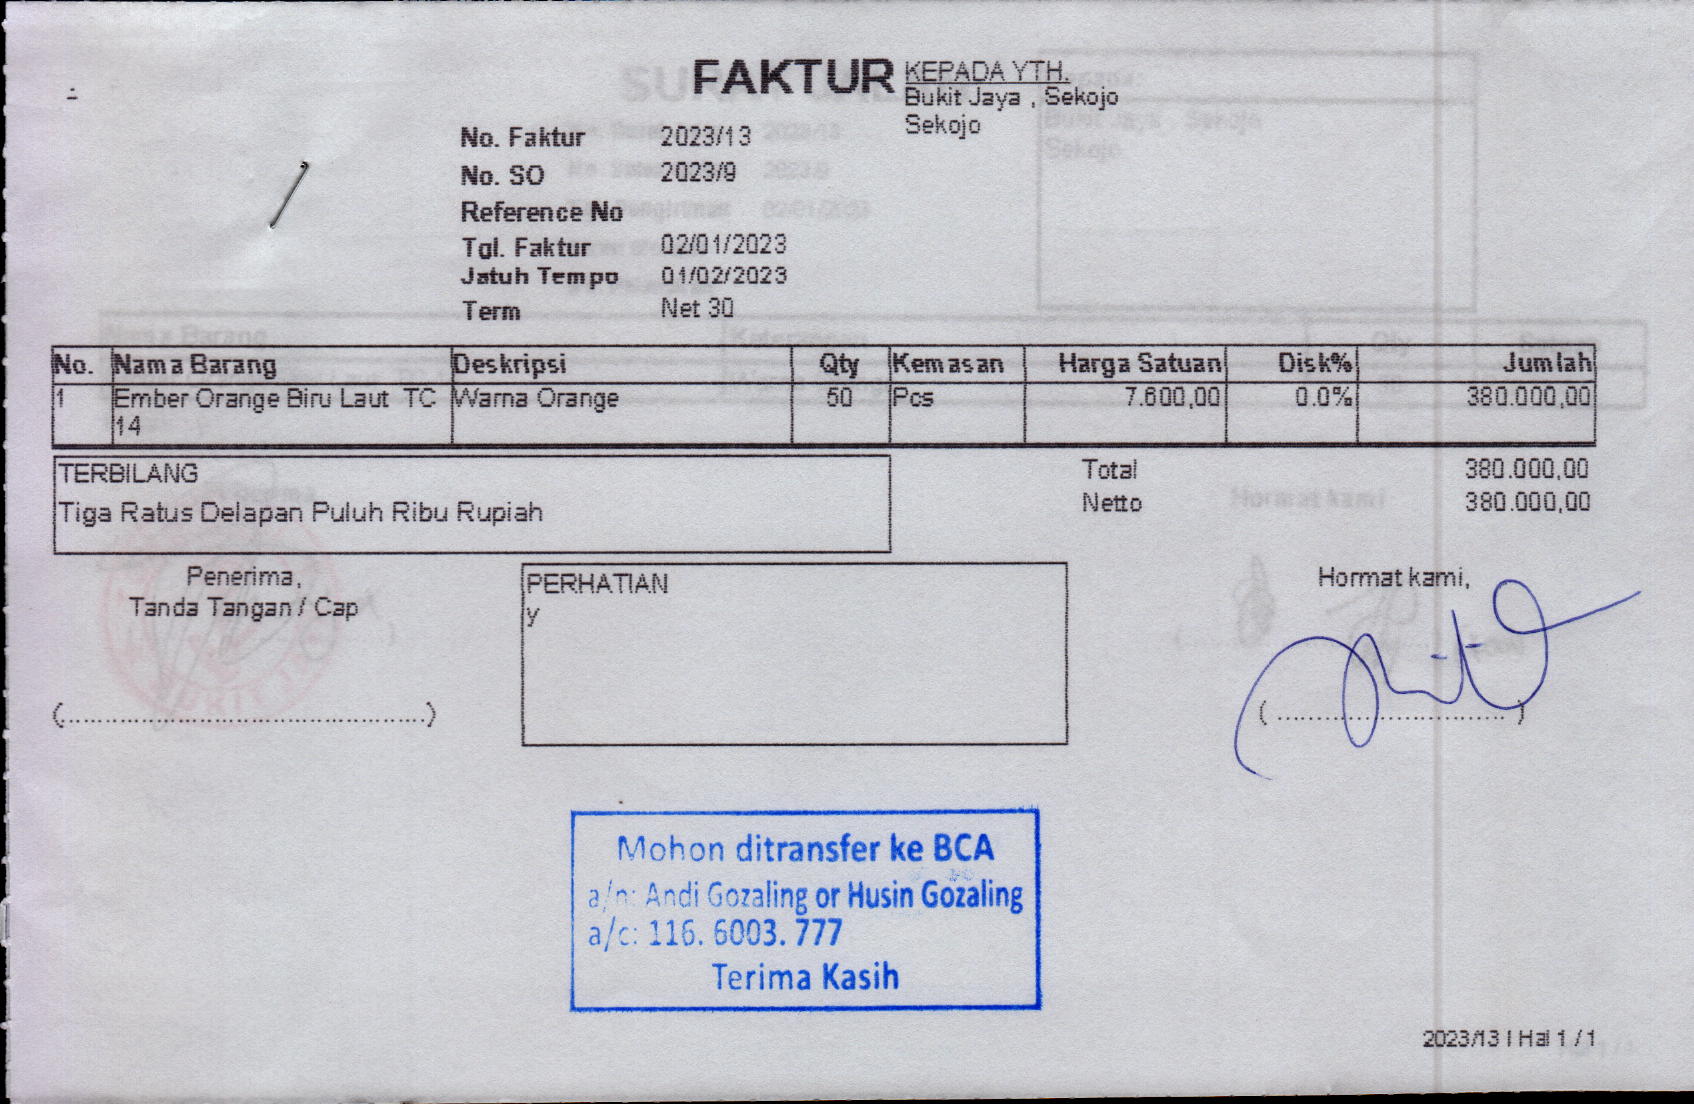 FAKTUR
KEPADA YTH.
Bukit Jaya , Sekojo
Sekojo
No. Faktur 2023/13
No. SO 2023/9
Reference No
Tgl. Faktur 02/01/2023
Jatuh Tempo 01/02/2023
Term Net 30
No. Nama Barang Deskripsi Qty Kemasan Harga Satuan Disk% Jumlah
1 Ember Orange Biru Laut TC Warna Orange 50 Pcs 7.600,00 0.0% 380.000,00
14
TERBILANG
Tiga Ratus Delapan Puluh Ribu Rupiah
Total 380.000,00
Netto 380.000,00
Penerima,
Tanda Tangan / Cap
(..............................................)
PERHATIAN
y
Hormat kami,
( ............................. )
Mohon ditransfer ke BCA
a/n: Andi Gozaling or Husin Gozaling
a/c: 116. 6003. 777
Terima Kasih
2023/13 | Hal 1 / 1